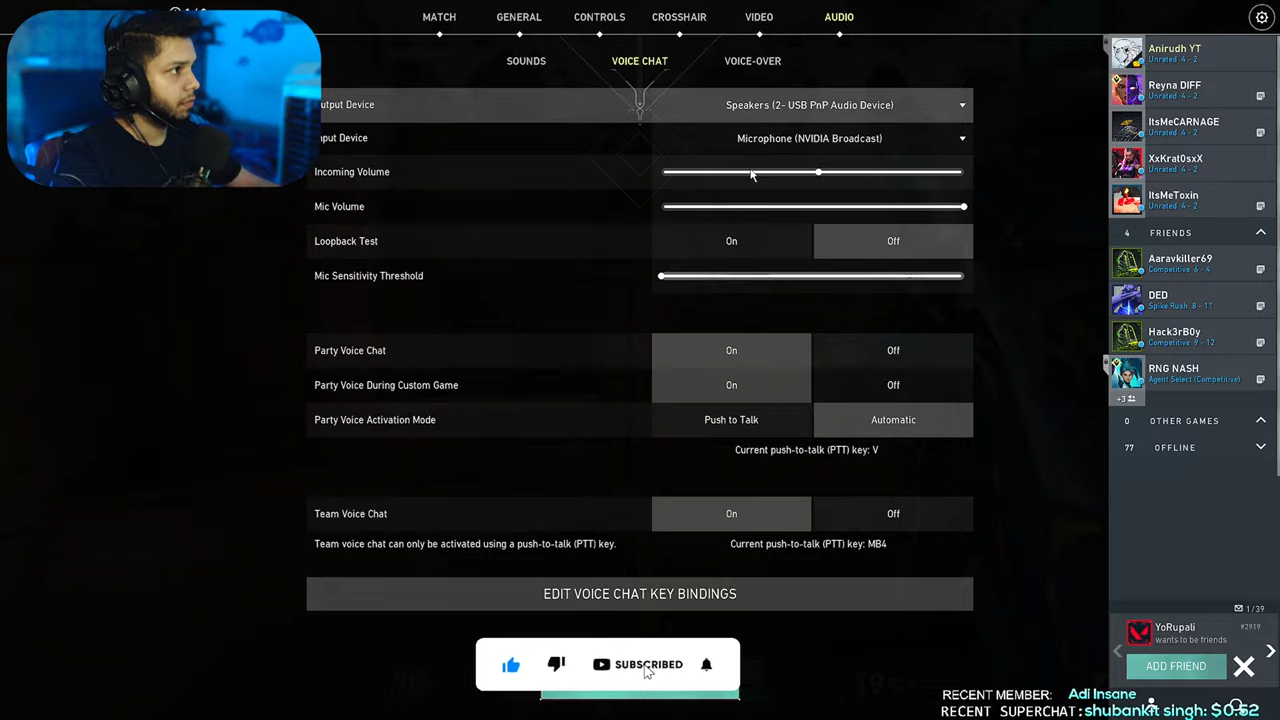 MATCH GENERAL CONTROLS CROSSHAIR VIDEO AUDIO
SOUNDS VOICE CHAT VOICE-OVER
utput Device Speakers (2- USB PnP Audio Device)
nput Device Microphone (NVIDIA Broadcast)
Incoming Volume
Mic Volume
Loopback Test On Off
Mic Sensitivity Threshold
Party Voice Chat On Off
Party Voice During Custom Game On Off
Party Voice Activation Mode Push to Talk Automatic
Current push-to-talk (PTT) key: V
Team Voice Chat On Off
Team voice chat can only be activated using a push-to-talk (PTT) key. Current push-to-talk (PTT) key: MB4
EDIT VOICE CHAT KEY BINDINGS
SUBSCRIBED
Anirudh YT
Unrated 4 - 2
Reyna DIFF
Unrated 4 - 2
ItsMeCARNAGE
Unrated 4 - 2
XxKrat0sxX
Unrated 4 - 2
ItsMeToxin
Unrated 4 - 2
4 FRIENDS
Aaravkiller69
Competitive 6 - 4
DED
Spike Rush 8 - 11
Hack3rB0y
Competitive 9 - 12
RNG NASH
Agent Select (Competitive)
+3
0 OTHER GAMES
77 OFFLINE
1/39
YoRupali #2919
wants to be friends
ADD FRIEND
RECENT MEMBER: Adi Insane
RECENT SUPERCHAT: shubankit singh: $0.52